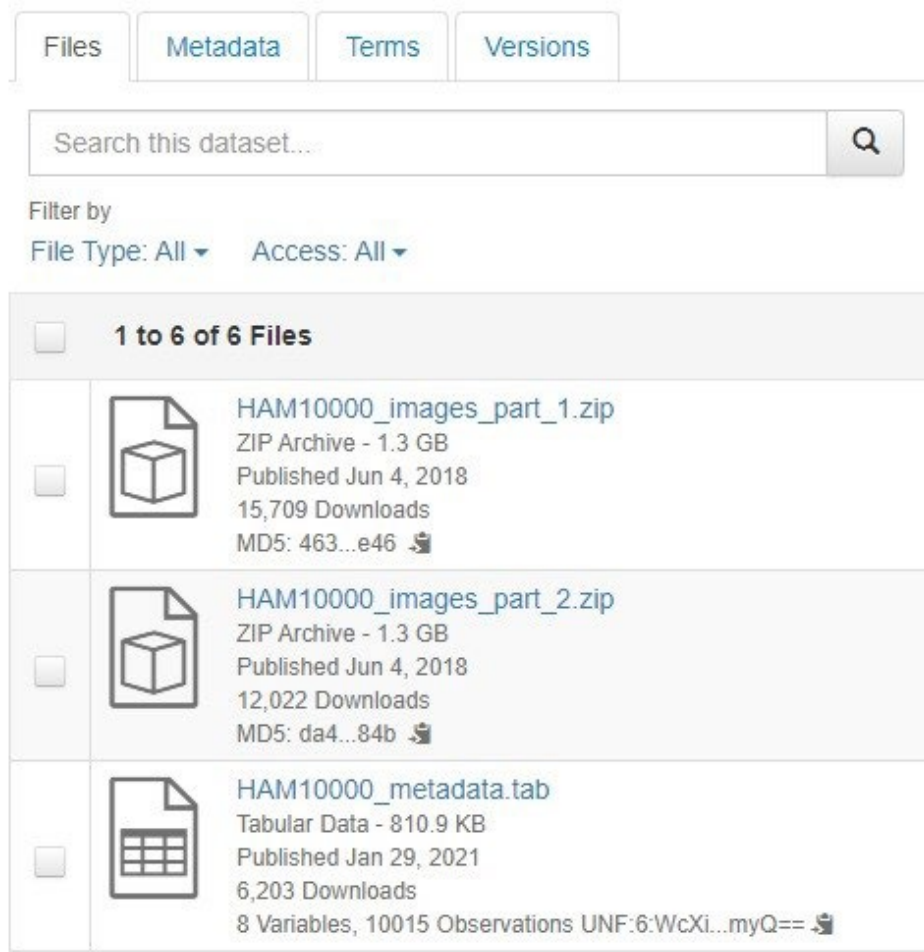 Files Metadata Terms Versions
Search this dataset...
Filter by
File Type: All Access: All
1 to 6 of 6 Files
HAM10000_images_part_1.zip
ZIP Archive - 1.3 GB
Published Jun 4, 2018
15,709 Downloads
MD5: 463...e46
HAM10000_images_part_2.zip
ZIP Archive - 1.3 GB
Published Jun 4, 2018
12,022 Downloads
MD5: da4...84b
HAM10000_metadata.tab
Tabular Data - 810.9 KB
Published Jan 29, 2021
6,203 Downloads
8 Variables, 10015 Observations UNF:6:WcXi...myQ==